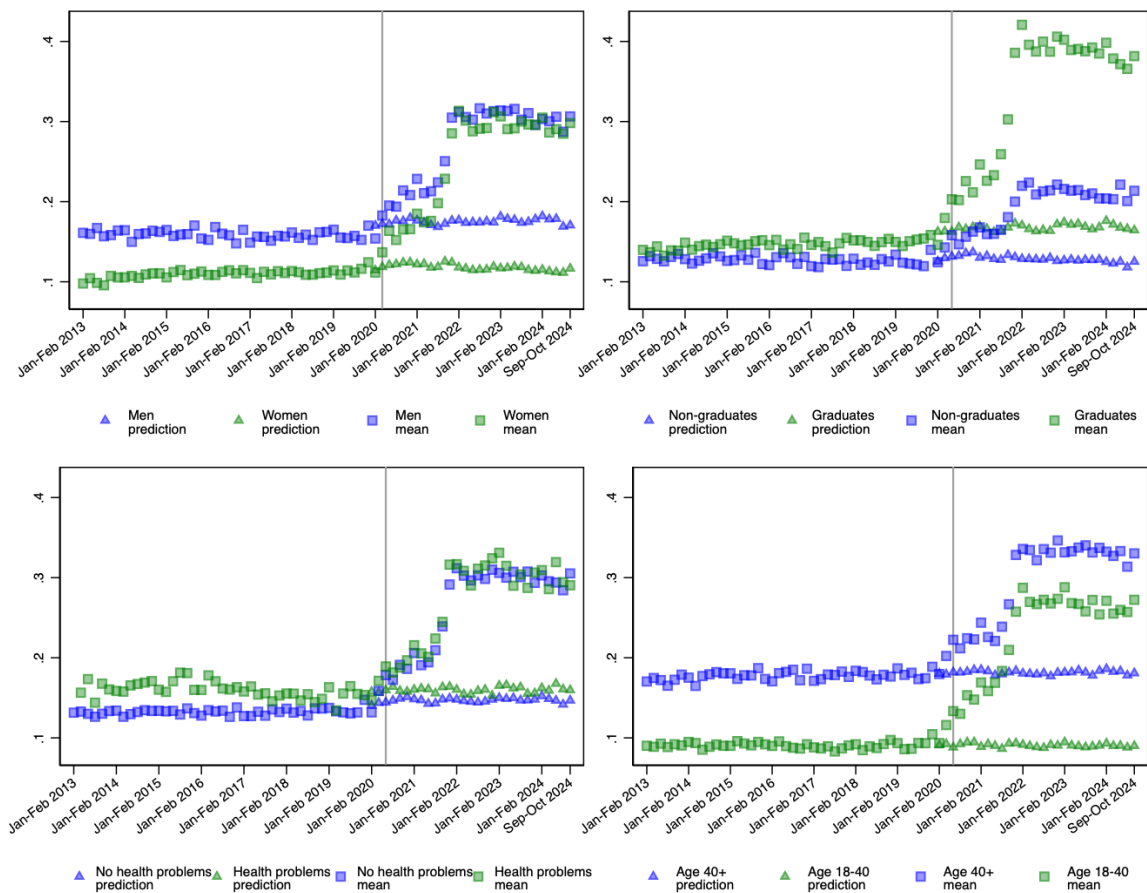 .4
.3
.2
.1
Jan-Feb 2013
Jan-Feb 2014
Jan-Feb 2015
Jan-Feb 2016
Jan-Feb 2017
Jan-Feb 2018
Jan-Feb 2019
Jan-Feb 2020
Jan-Feb 2021
Jan-Feb 2022
Jan-Feb 2023
Jan-Feb 2024
Sep-Oct 2024
Men prediction
Women prediction
Men mean
Women mean
.4
.3
.2
.1
Jan-Feb 2013
Jan-Feb 2014
Jan-Feb 2015
Jan-Feb 2016
Jan-Feb 2017
Jan-Feb 2018
Jan-Feb 2019
Jan-Feb 2020
Jan-Feb 2021
Jan-Feb 2022
Jan-Feb 2023
Jan-Feb 2024
Sep-Oct 2024
Non-graduates prediction
Graduates prediction
Non-graduates mean
Graduates mean
.4
.3
.2
.1
Jan-Feb 2013
Jan-Feb 2014
Jan-Feb 2015
Jan-Feb 2016
Jan-Feb 2017
Jan-Feb 2018
Jan-Feb 2019
Jan-Feb 2020
Jan-Feb 2021
Jan-Feb 2022
Jan-Feb 2023
Jan-Feb 2024
Sep-Oct 2024
No health problems prediction
Health problems prediction
No health problems mean
Health problems mean
.4
.3
.2
.1
Jan-Feb 2013
Jan-Feb 2014
Jan-Feb 2015
Jan-Feb 2016
Jan-Feb 2017
Jan-Feb 2018
Jan-Feb 2019
Jan-Feb 2020
Jan-Feb 2021
Jan-Feb 2022
Jan-Feb 2023
Jan-Feb 2024
Sep-Oct 2024
Age 40+ prediction
Age 18-40 prediction
Age 40+ mean
Age 18-40 mean